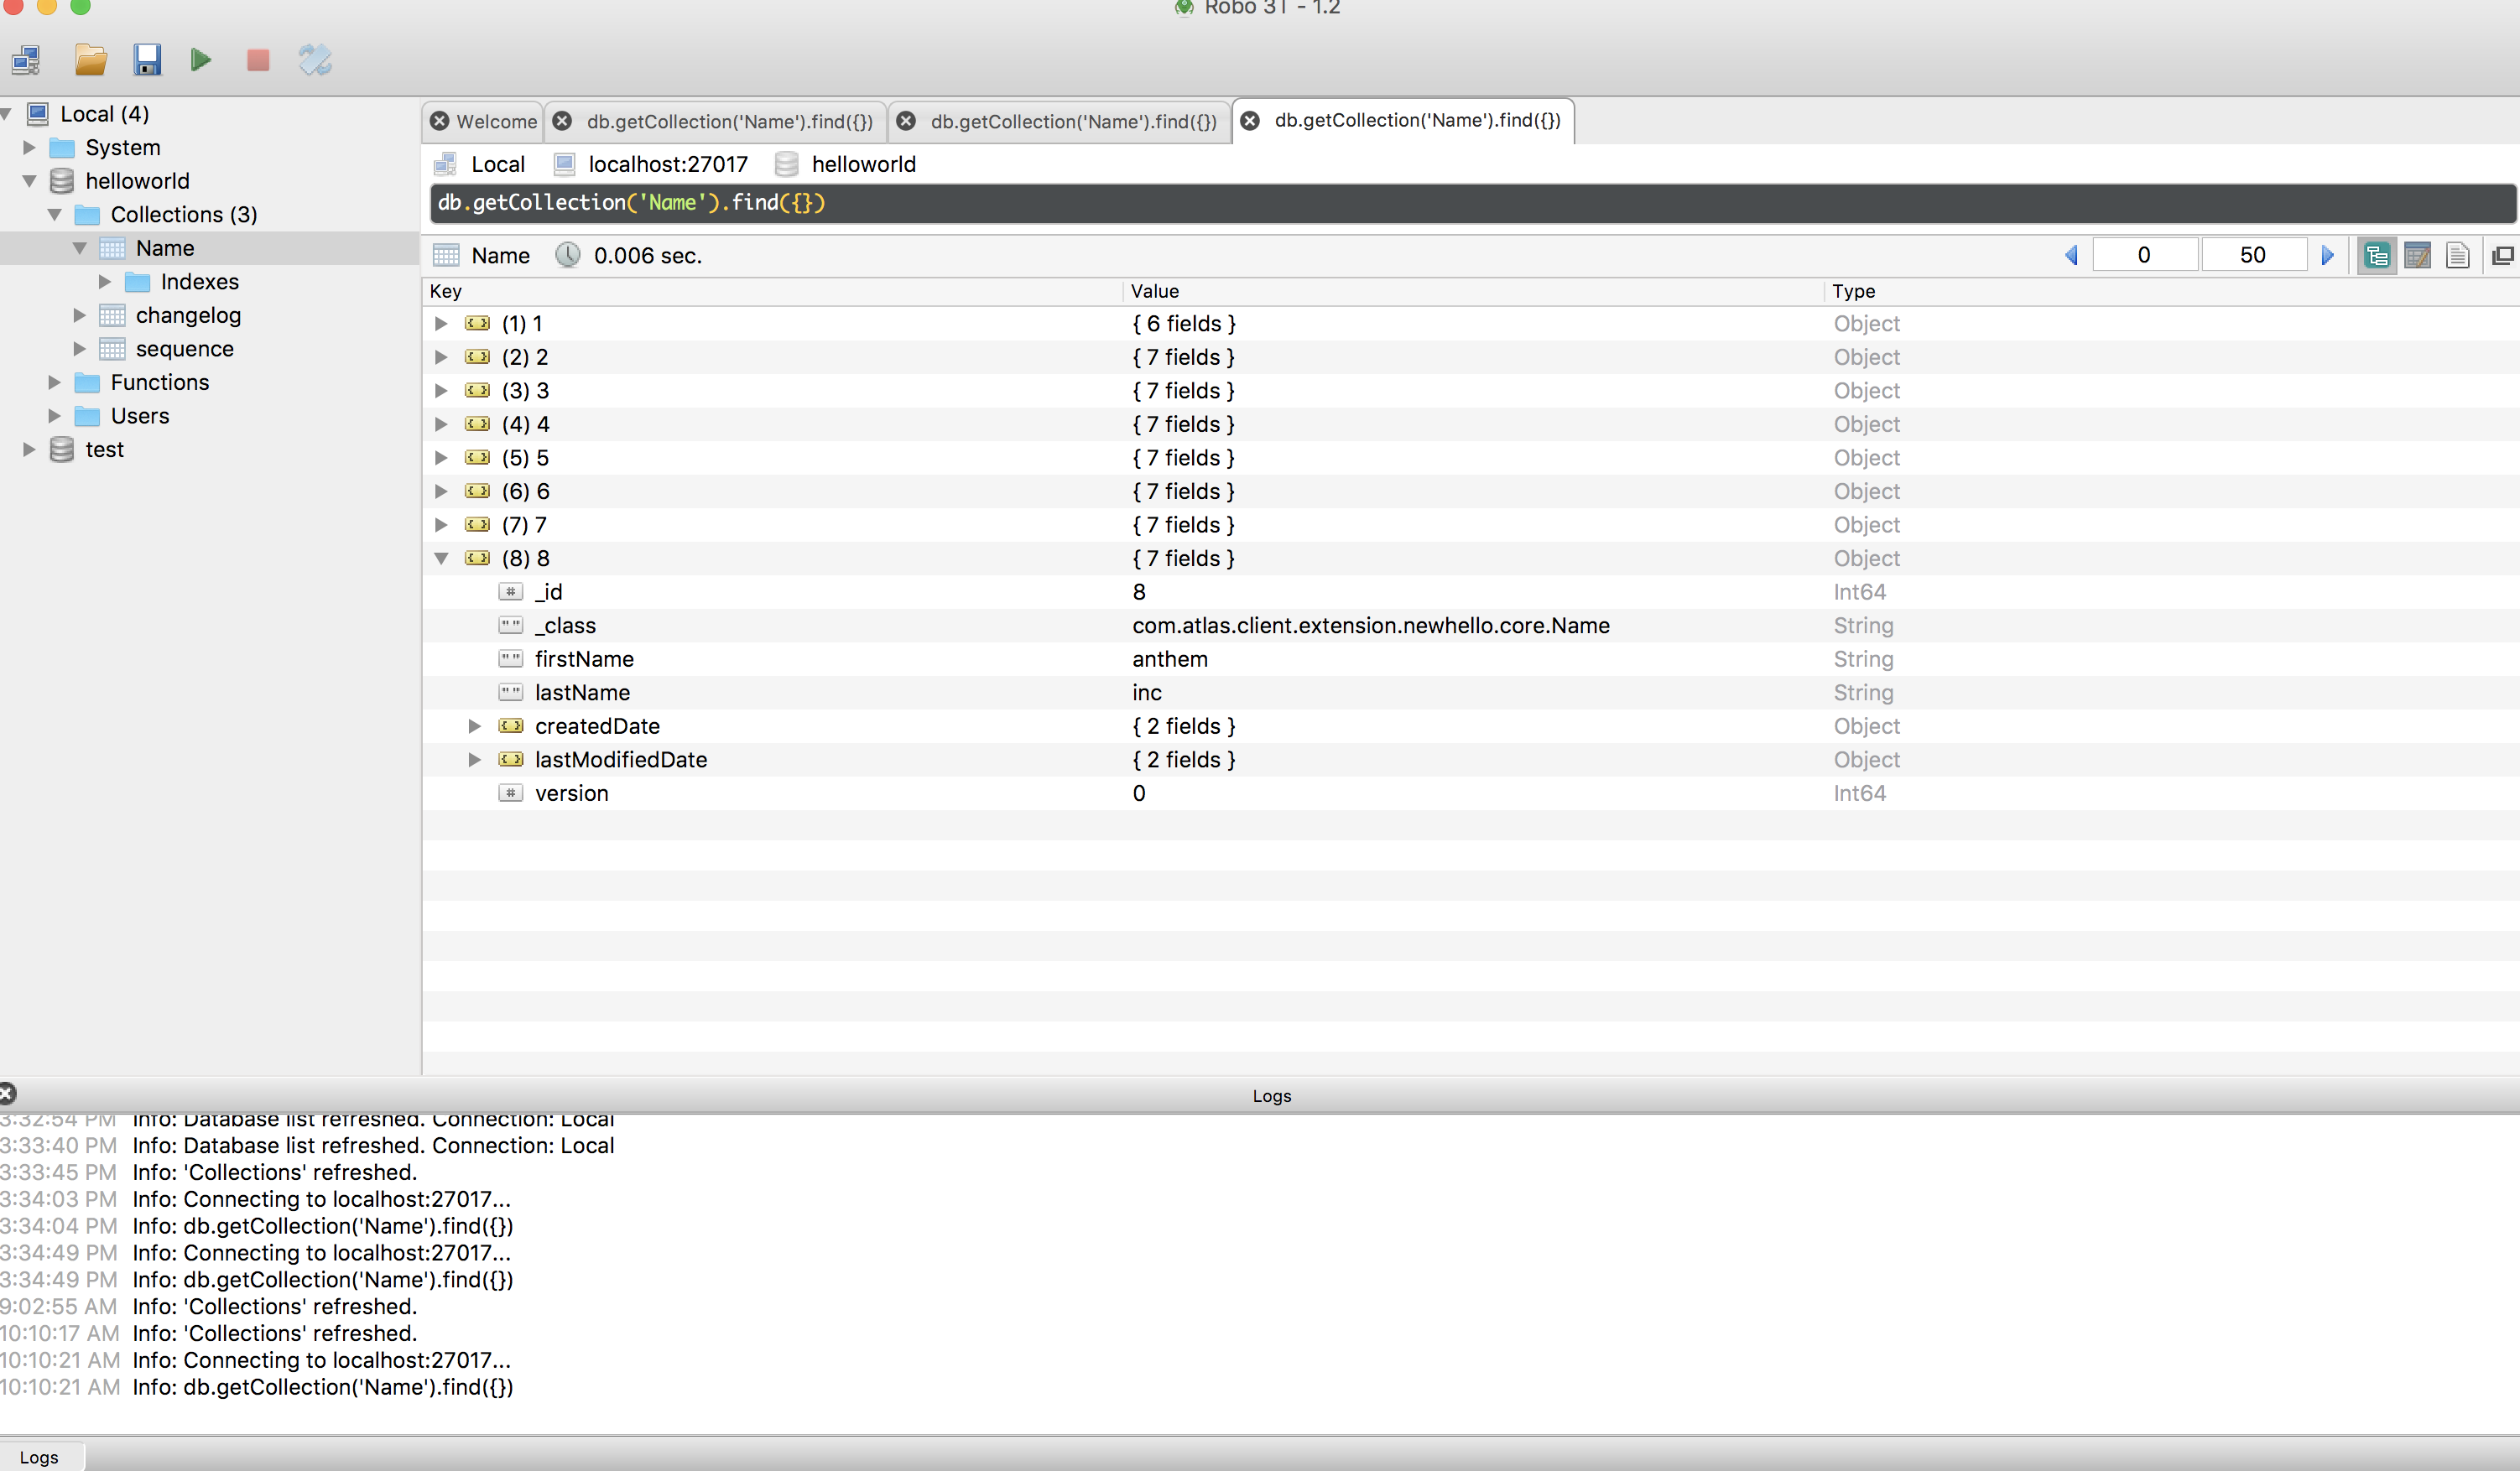 Robo 3T - 1.2
Local (4)
System
helloworld
Collections (3)
Name
Indexes
changelog
sequence
Functions
Users
test
Welcome db.getCollection('Name').find({}) db.getCollection('Name').find({}) db.getCollection('Name').find({})
Local localhost:27017 helloworld
db.getCollection('Name').find({})
Name 0.006 sec. 0 50
Key Value Type
(1) 1 { 6 fields } Object
(2) 2 { 7 fields } Object
(3) 3 { 7 fields } Object
(4) 4 { 7 fields } Object
(5) 5 { 7 fields } Object
(6) 6 { 7 fields } Object
(7) 7 { 7 fields } Object
(8) 8 { 7 fields } Object
_id 8 Int64
_class com.atlas.client.extension.newhello.core.Name String
firstName anthem String
lastName inc String
createdDate { 2 fields } Object
lastModifiedDate { 2 fields } Object
version 0 Int64
Logs
3:32:54 PM Info: Database list refreshed. Connection: Local
3:33:40 PM Info: Database list refreshed. Connection: Local
3:33:45 PM Info: 'Collections' refreshed.
3:34:03 PM Info: Connecting to localhost:27017...
3:34:04 PM Info: db.getCollection('Name').find({})
3:34:49 PM Info: Connecting to localhost:27017...
3:34:49 PM Info: db.getCollection('Name').find({})
9:02:55 AM Info: 'Collections' refreshed.
10:10:17 AM Info: 'Collections' refreshed.
10:10:21 AM Info: Connecting to localhost:27017...
10:10:21 AM Info: db.getCollection('Name').find({})
Logs